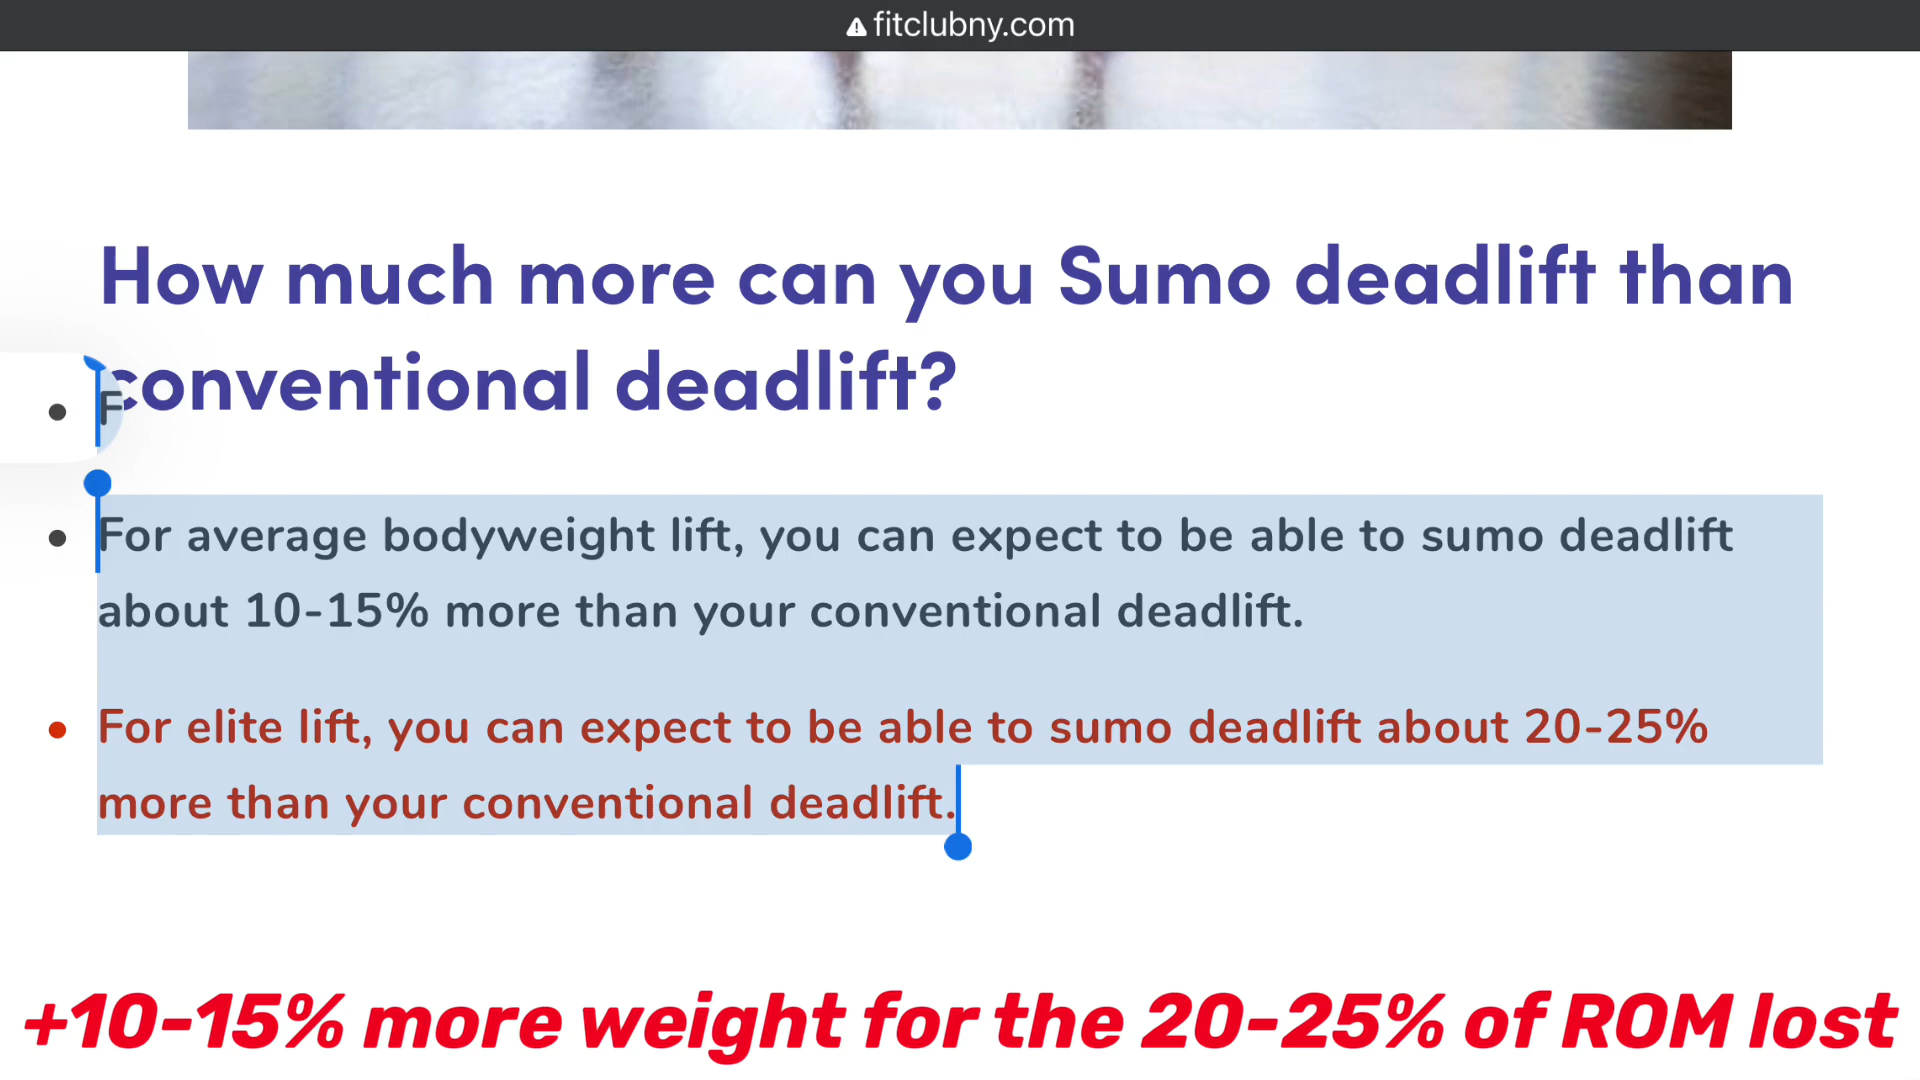 fitclubny.com
How much more can you Sumo deadlift than
conventional deadlift?
F
For average bodyweight lift, you can expect to be able to sumo deadlift
about 10-15% more than your conventional deadlift.
For elite lift, you can expect to be able to sumo deadlift about 20-25%
more than your conventional deadlift.
+10-15% more weight for the 20-25% of ROM lost